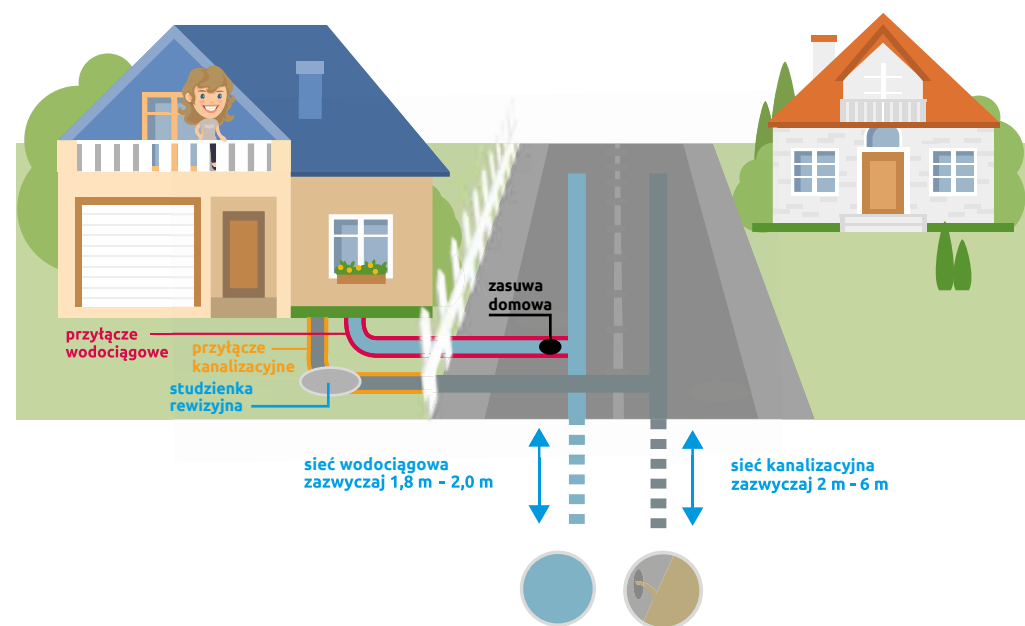 zasuwa
domowa
przyłącze
wodociągowe
przyłącze
kanalizacyjne
studzienka
rewizyjna
sieć wodociągowa
zazwyczaj 1,8 m - 2,0 m
sieć kanalizacyjna
zazwyczaj 2 m - 6 m